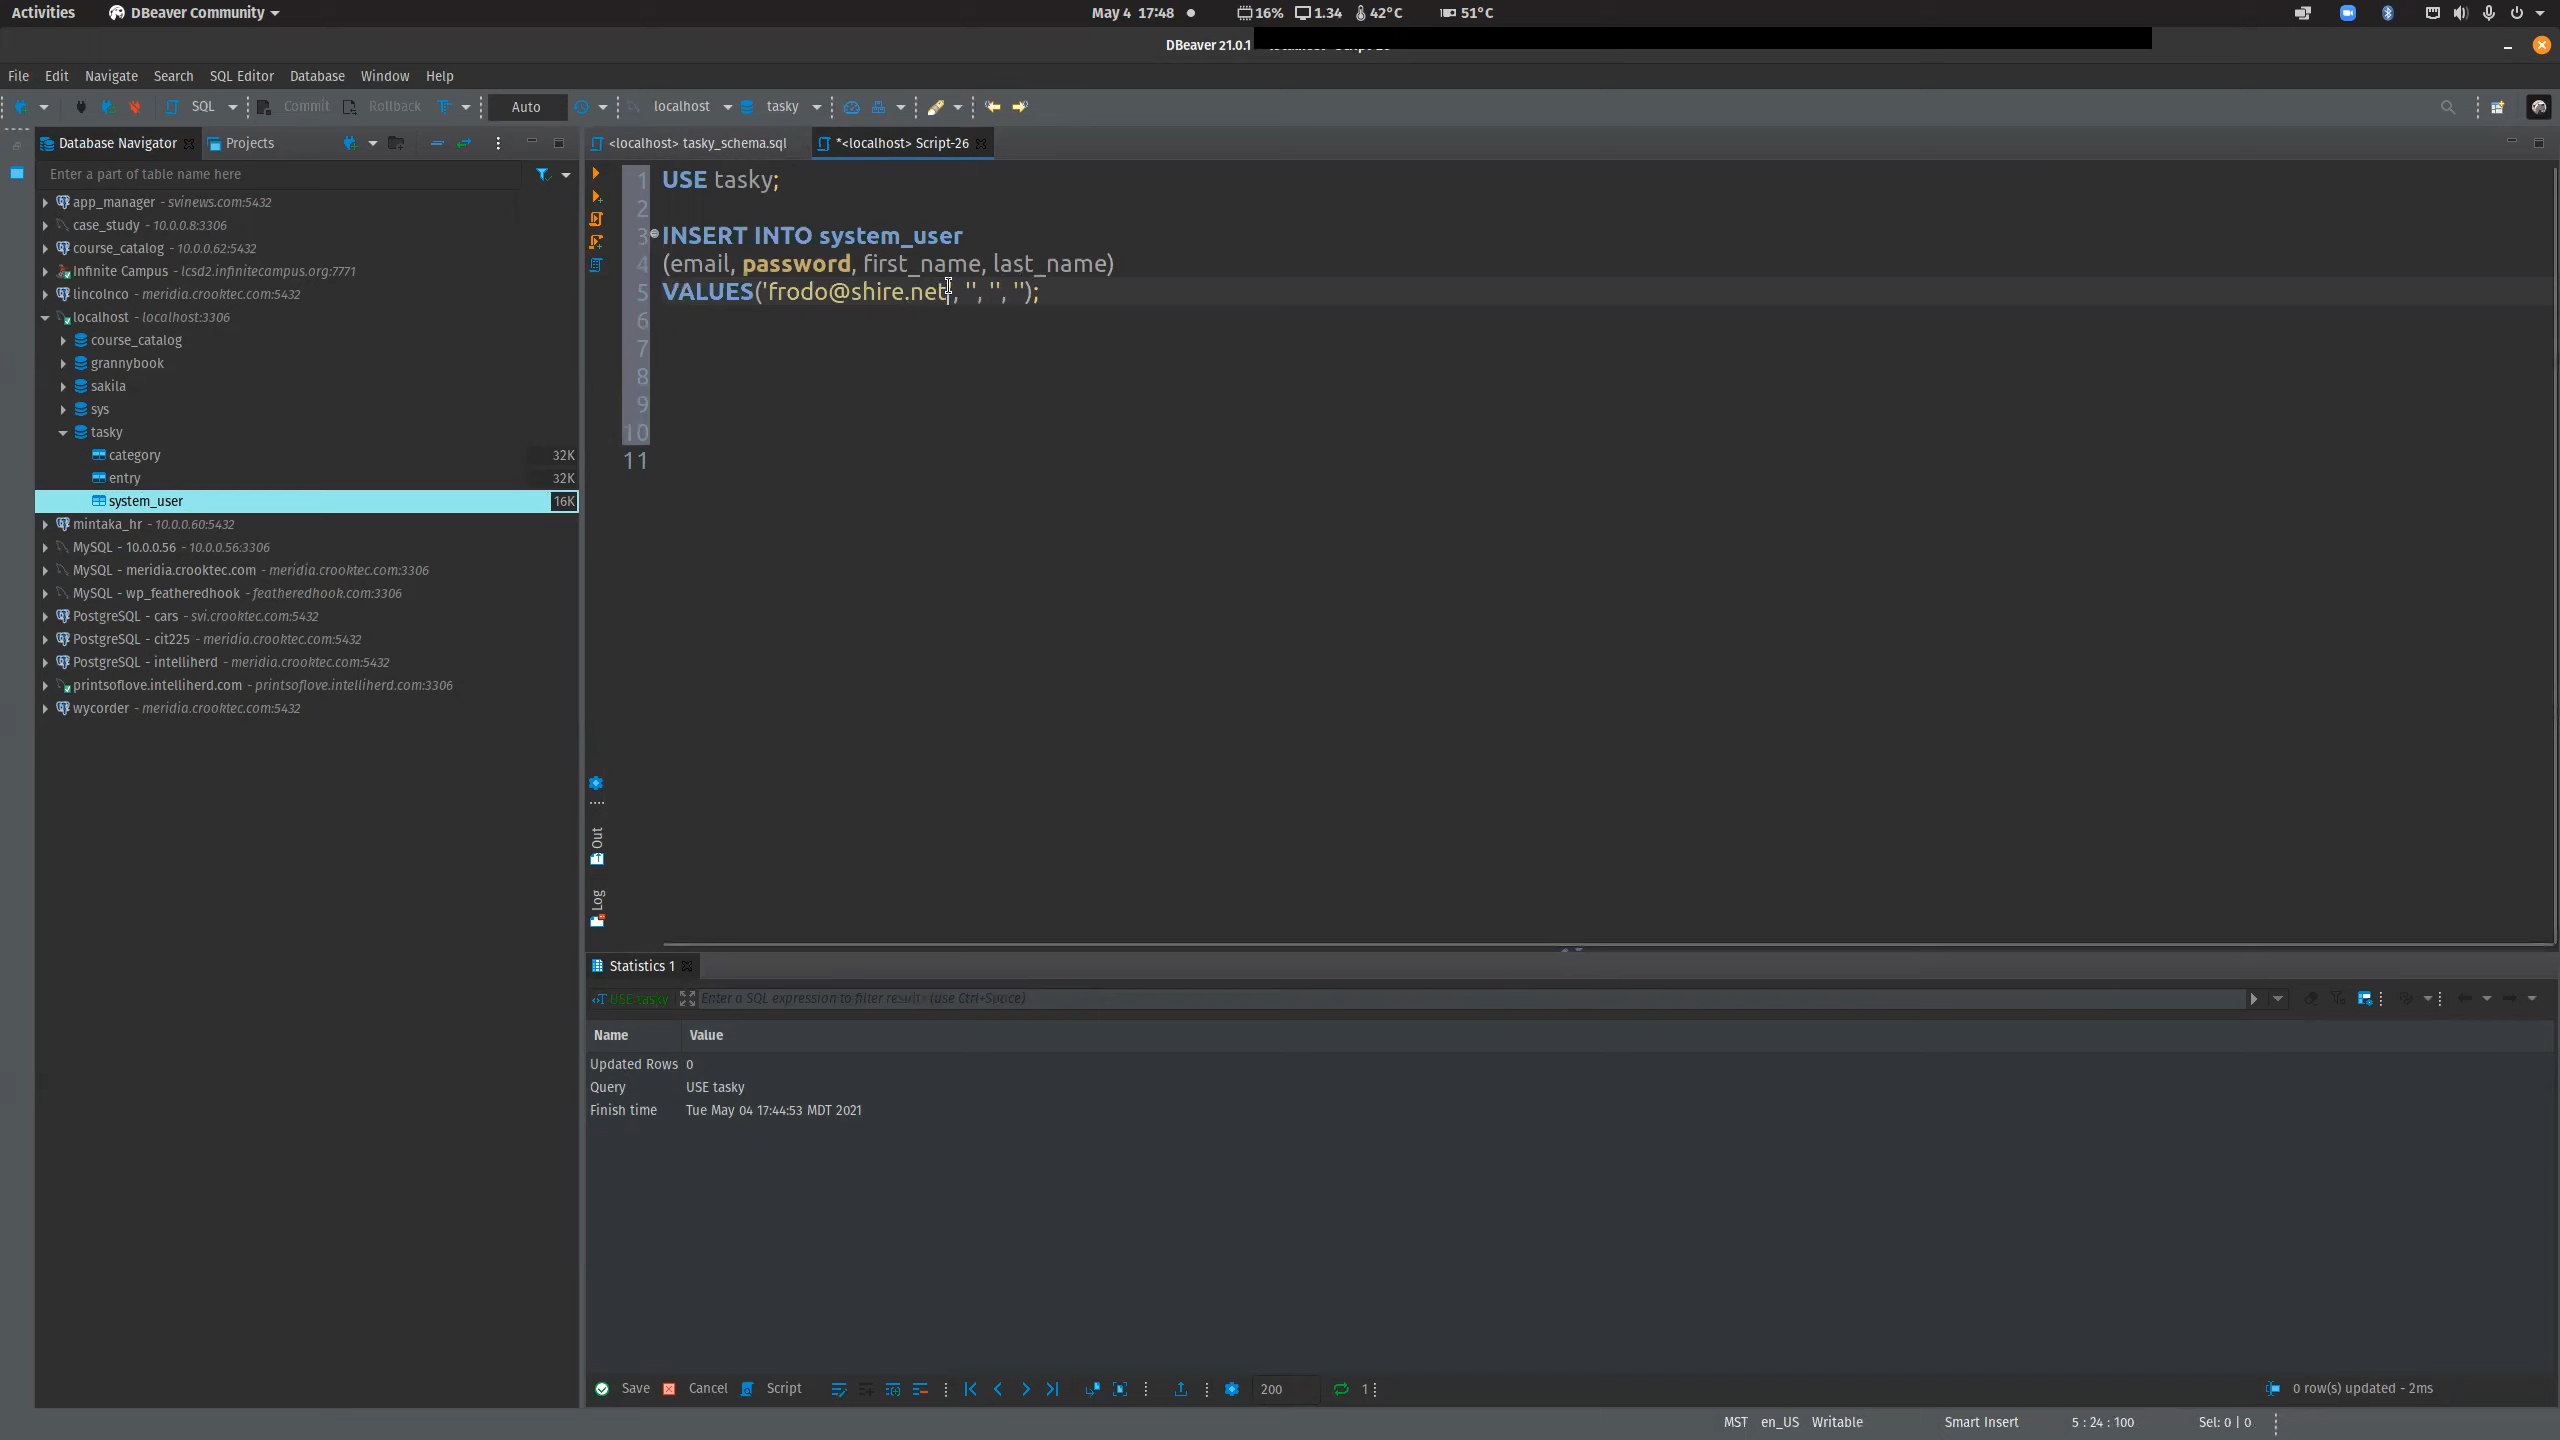 Activities DBeaver Community May 4 17:48 16% 1.34 42°C 51°C
DBeaver 21.0.1
File Edit Navigate Search SQL Editor Database Window Help
SQL Commit Rollback Auto localhost tasky
Database Navigator Projects
<localhost> tasky_schema.sql *<localhost> Script-26
Enter a part of table name here
app_manager - svinews.com:5432
case_study - 10.0.0.8:3306
course_catalog - 10.0.0.62:5432
Infinite Campus - lcsd2.infinitecampus.org:7771
lincolnco - meridia.crooktec.com:5432
localhost - localhost:3306
course_catalog
grannybook
sakila
sys
tasky
category 32K
entry 32K
system_user 16K
mintaka_hr - 10.0.0.60:5432
MySQL - 10.0.0.56 - 10.0.0.56:3306
MySQL - meridia.crooktec.com - meridia.crooktec.com:3306
MySQL - wp_featheredhook - featheredhook.com:3306
PostgreSQL - cars - svi.crooktec.com:5432
PostgreSQL - cit225 - meridia.crooktec.com:5432
PostgreSQL - intelliherd - meridia.crooktec.com:5432
printsoflove.intelliherd.com - printsoflove.intelliherd.com:3306
wycorder - meridia.crooktec.com:5432
1 USE tasky;
2
3 INSERT INTO system_user
4 (email, password, first_name, last_name)
5 VALUES('frodo@shire.net', '', '', '');
6
7
8
9
10
11
Out
Log
Statistics 1
USE tasky Enter a SQL expression to filter results (use Ctrl+Space)
Name Value
Updated Rows 0
Query USE tasky
Finish time Tue May 04 17:44:53 MDT 2021
Save Cancel Script 200 1 0 row(s) updated - 2ms
MST en_US Writable Smart Insert 5 : 24 : 100 Sel: 0 | 0